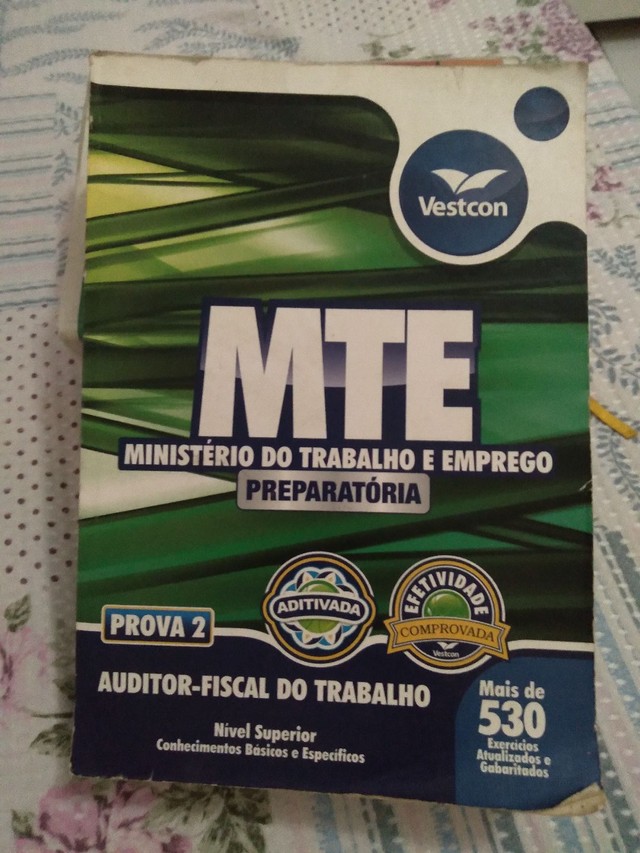 Vestcon
MTE
MINISTÉRIO DO TRABALHO E EMPREGO
PREPARATÓRIA
ADITIVADA
EFETIVIDADE
COMPROVADA
Vestcon
PROVA 2
AUDITOR-FISCAL DO TRABALHO
Nível Superior
Conhecimentos Básicos e Específicos
Mais de
530
Exercícios
Atualizados e
Gabaritados